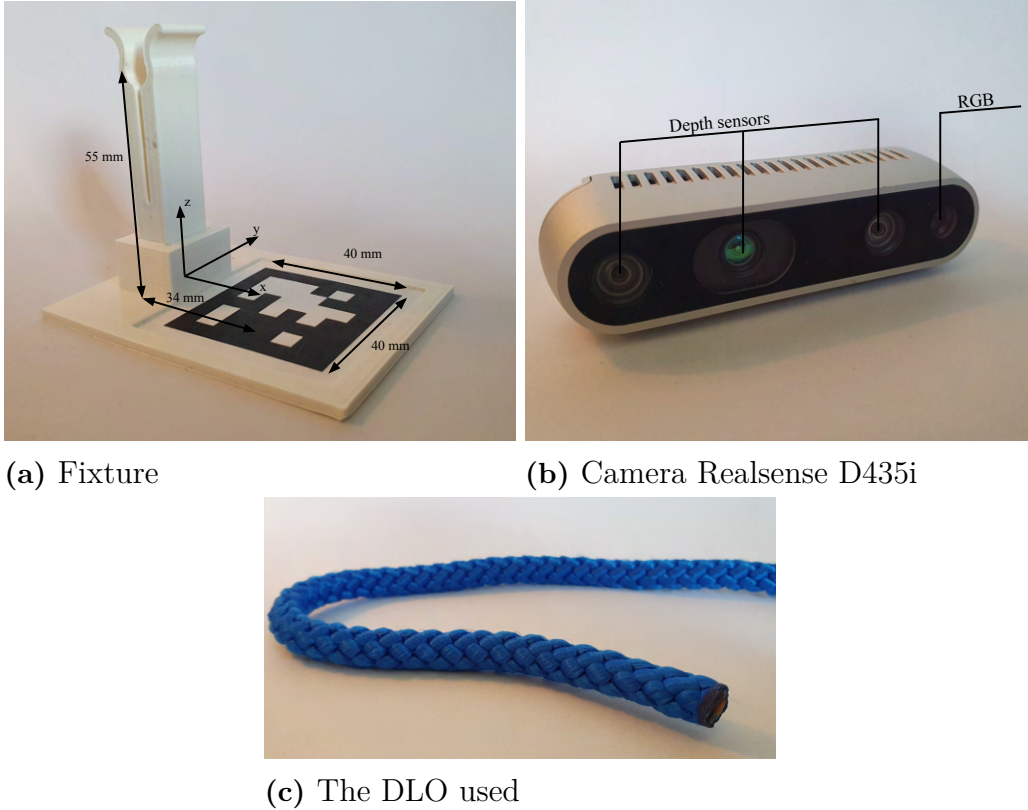 55 mm
z
y
40 mm
x
34 mm
40 mm
Depth sensors
RGB
(a) Fixture
(b) Camera Realsense D435i
(c) The DLO used